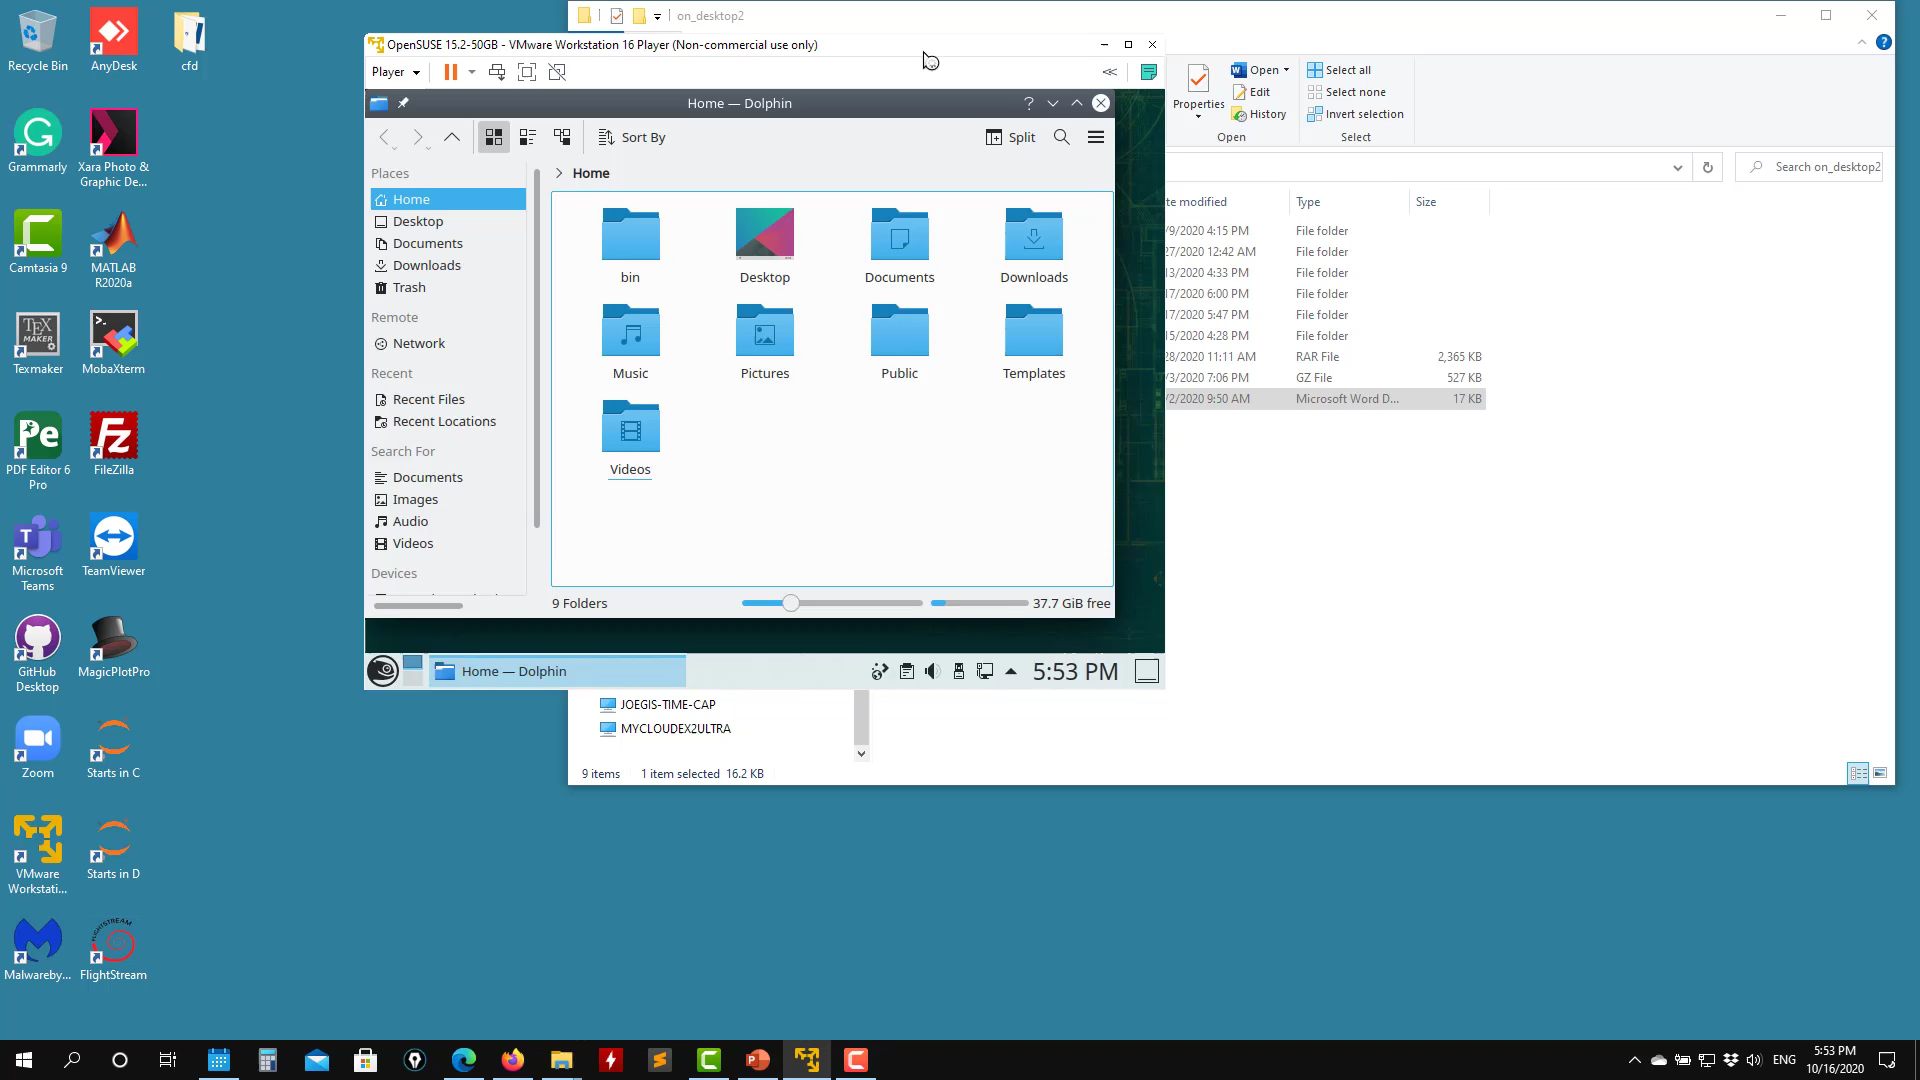 Recycle Bin
AnyDesk
cfd
Grammarly
Xara Photo &
Graphic De...
Camtasia 9
MATLAB
R2020a
TEX
MAKER
Texmaker
MobaXterm
Pe
PDF Editor 6
Pro
Fz
FileZilla
Microsoft
Teams
TeamViewer
GitHub
Desktop
MagicPlotPro
Zoom
Starts in C
VMware
Workstati...
Starts in D
Malwareby...
FLIGHTSTREAM
FlightStream
on_desktop2
OpenSUSE 15.2-50GB - VMware Workstation 16 Player (Non-commercial use only)
Player
Home — Dolphin
Sort By
Split
Places
Home
Desktop
Documents
Downloads
Trash
Remote
Network
Recent
Recent Files
Recent Locations
Search For
Documents
Images
Audio
Videos
Devices
Home
bin
Desktop
Documents
Downloads
Music
Pictures
Public
Templates
Videos
9 Folders
37.7 GiB free
Home — Dolphin
5:53 PM
Properties
Open
Edit
History
Open
Select all
Select none
Invert selection
Select
Search on_desktop2
te modified
Type
Size
/9/2020 4:15 PM
File folder
27/2020 12:42 AM
File folder
13/2020 4:33 PM
File folder
17/2020 6:00 PM
File folder
17/2020 5:47 PM
File folder
15/2020 4:28 PM
File folder
28/2020 11:11 AM
RAR File
2,365 KB
/3/2020 7:06 PM
GZ File
527 KB
/2/2020 9:50 AM
Microsoft Word D...
17 KB
JOEGIS-TIME-CAP
MYCLOUDEX2ULTRA
9 items
1 item selected 16.2 KB
ENG
5:53 PM
10/16/2020